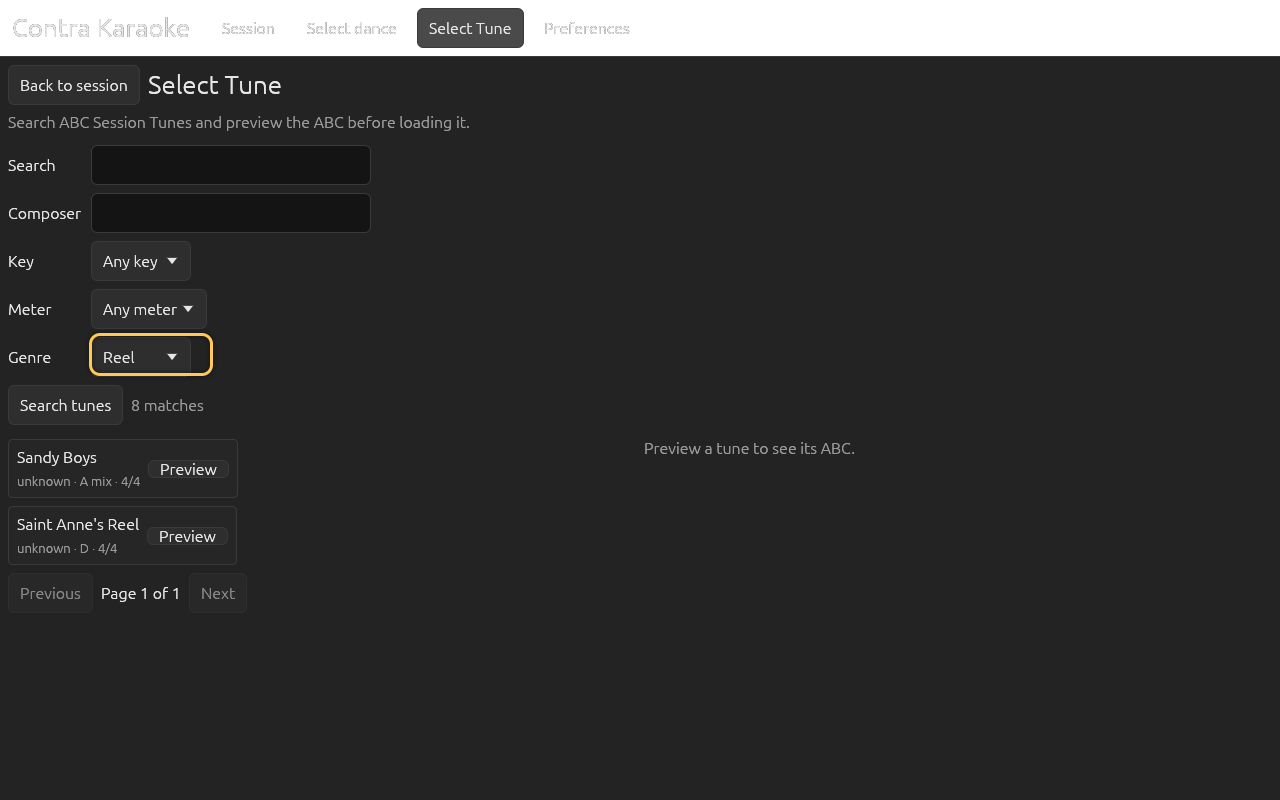 Contra Karaoke Session Select dance Select Tune Preferences
Back to session Select Tune
Search ABC Session Tunes and preview the ABC before loading it.
Search
Composer
Key Any key
Meter Any meter
Genre Reel
Search tunes 8 matches
Sandy Boys
unknown · A mix · 4/4
Preview
Saint Anne's Reel
unknown · D · 4/4
Preview
Previous Page 1 of 1 Next
Preview a tune to see its ABC.